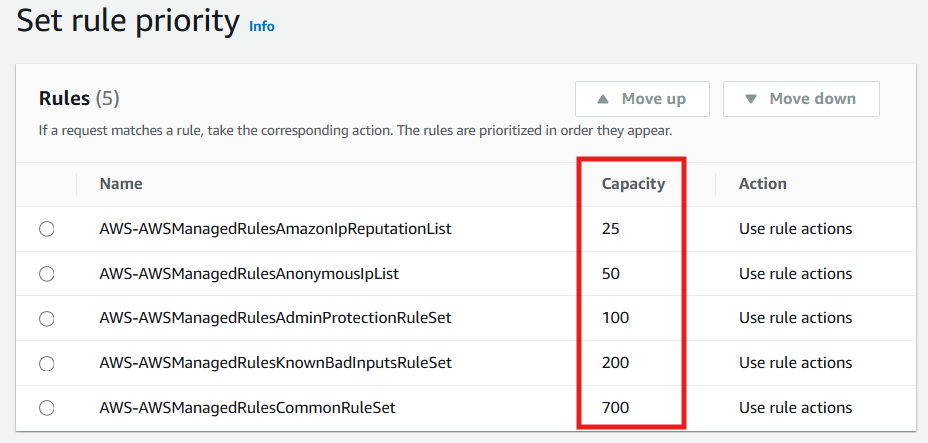 Set rule priority Info
Rules (5)
Move up
Move down
If a request matches a rule, take the corresponding action. The rules are prioritized in order they appear.
Name Capacity Action
AWS-AWSManagedRulesAmazonIpReputationList 25 Use rule actions
AWS-AWSManagedRulesAnonymousIpList 50 Use rule actions
AWS-AWSManagedRulesAdminProtectionRuleSet 100 Use rule actions
AWS-AWSManagedRulesKnownBadInputsRuleSet 200 Use rule actions
AWS-AWSManagedRulesCommonRuleSet 700 Use rule actions